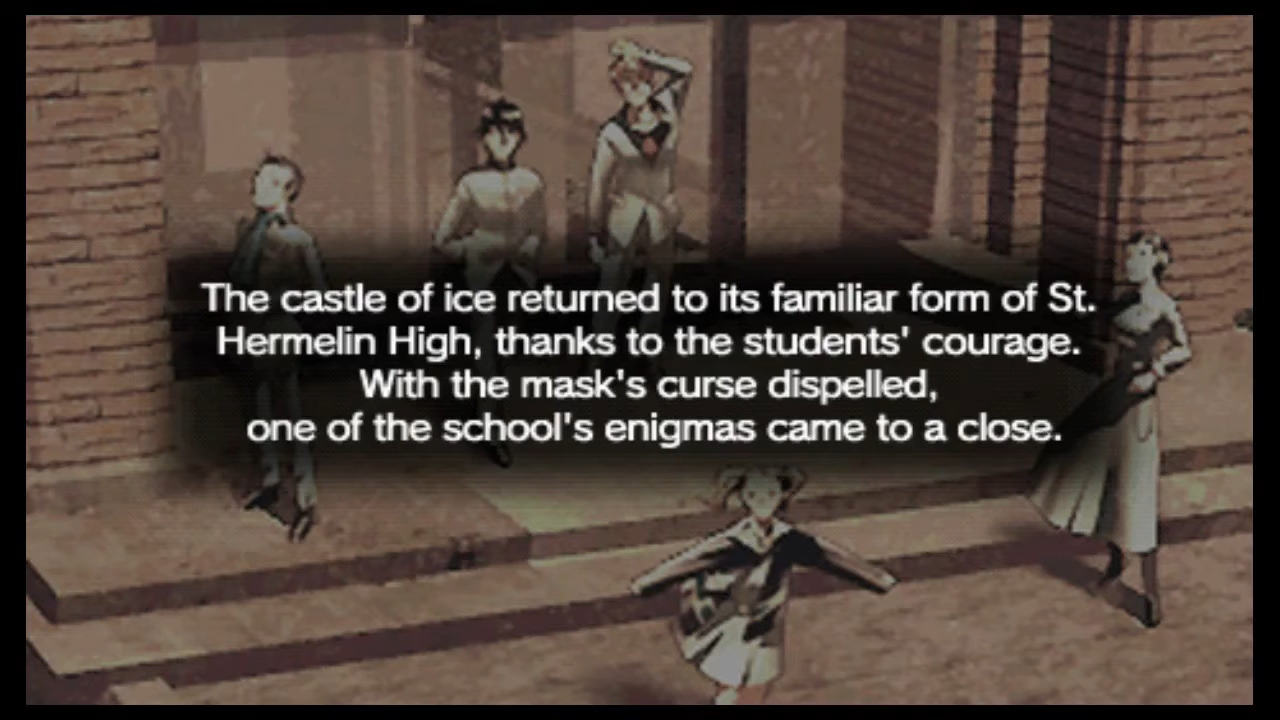 The castle of ice returned to its familiar form of St.
Hermelin High, thanks to the students' courage.
With the mask's curse dispelled,
one of the school's enigmas came to a close.